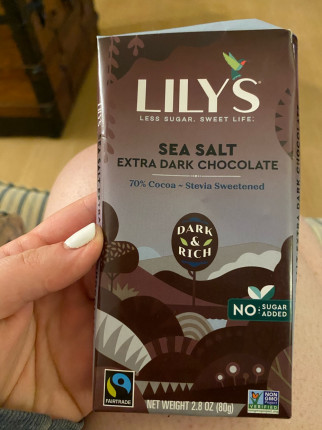 LILY'S
LESS SUGAR. SWEET LIFE.
SEA SALT
EXTRA DARK CHOCOLATE
70% Cocoa ~ Stevia Sweetened
DARK
&
RICH
NO SUGAR
ADDED
FAIRTRADE
NON
GMO
VERIFIED
NET WEIGHT 2.8 OZ (80g)